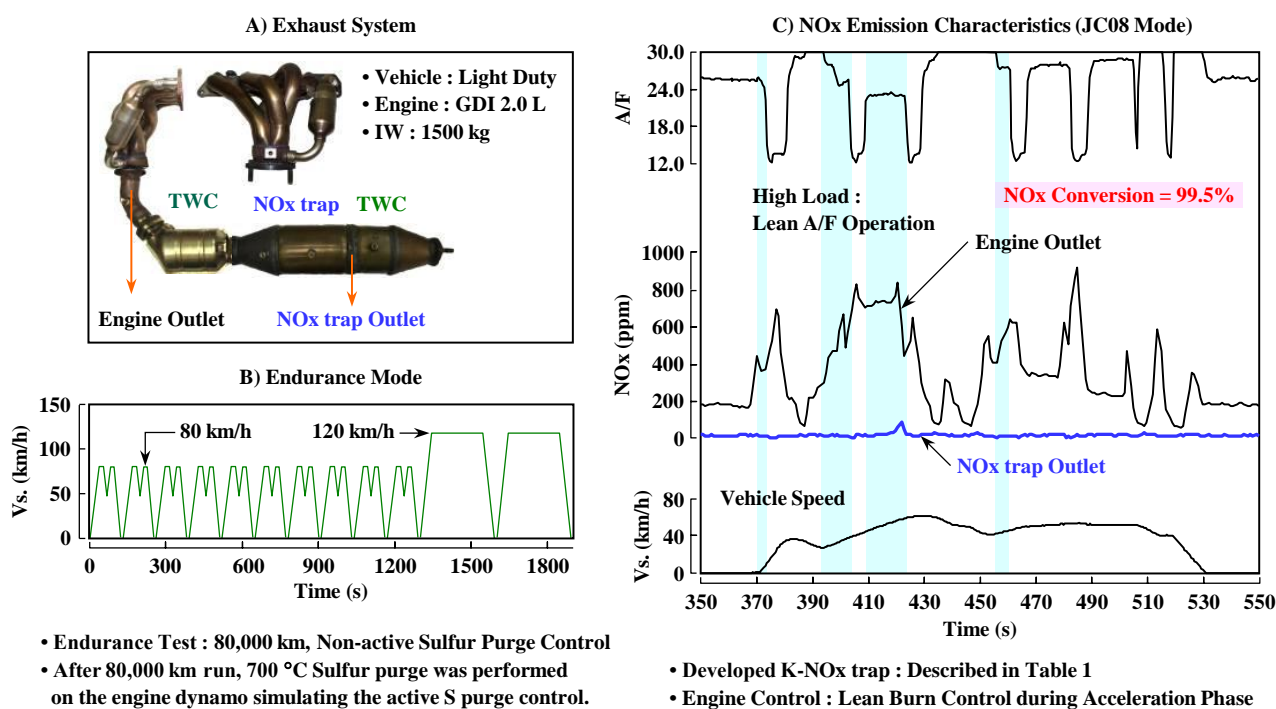 A) Exhaust System
• Vehicle : Light Duty
• Engine : GDI 2.0 L
• IW : 1500 kg
TWC
NOx trap
TWC
Engine Outlet
NOx trap Outlet
B) Endurance Mode
Vs. (km/h)
150
100
50
0
80 km/h
120 km/h
0 300 600 900 1200 1500 1800
Time (s)
• Endurance Test : 80,000 km, Non-active Sulfur Purge Control
• After 80,000 km run, 700 °C Sulfur purge was performed
on the engine dynamo simulating the active S purge control.
C) NOx Emission Characteristics (JC08 Mode)
A/F
30.0
24.0
18.0
12.0
High Load :
Lean A/F Operation
NOx Conversion = 99.5%
Engine Outlet
NOx (ppm)
1000
800
600
400
200
0
NOx trap Outlet
Vehicle Speed
Vs. (km/h)
80
40
0
350 370 390 410 430 450 470 490 510 530 550
Time (s)
• Developed K-NOx trap : Described in Table 1
• Engine Control : Lean Burn Control during Acceleration Phase